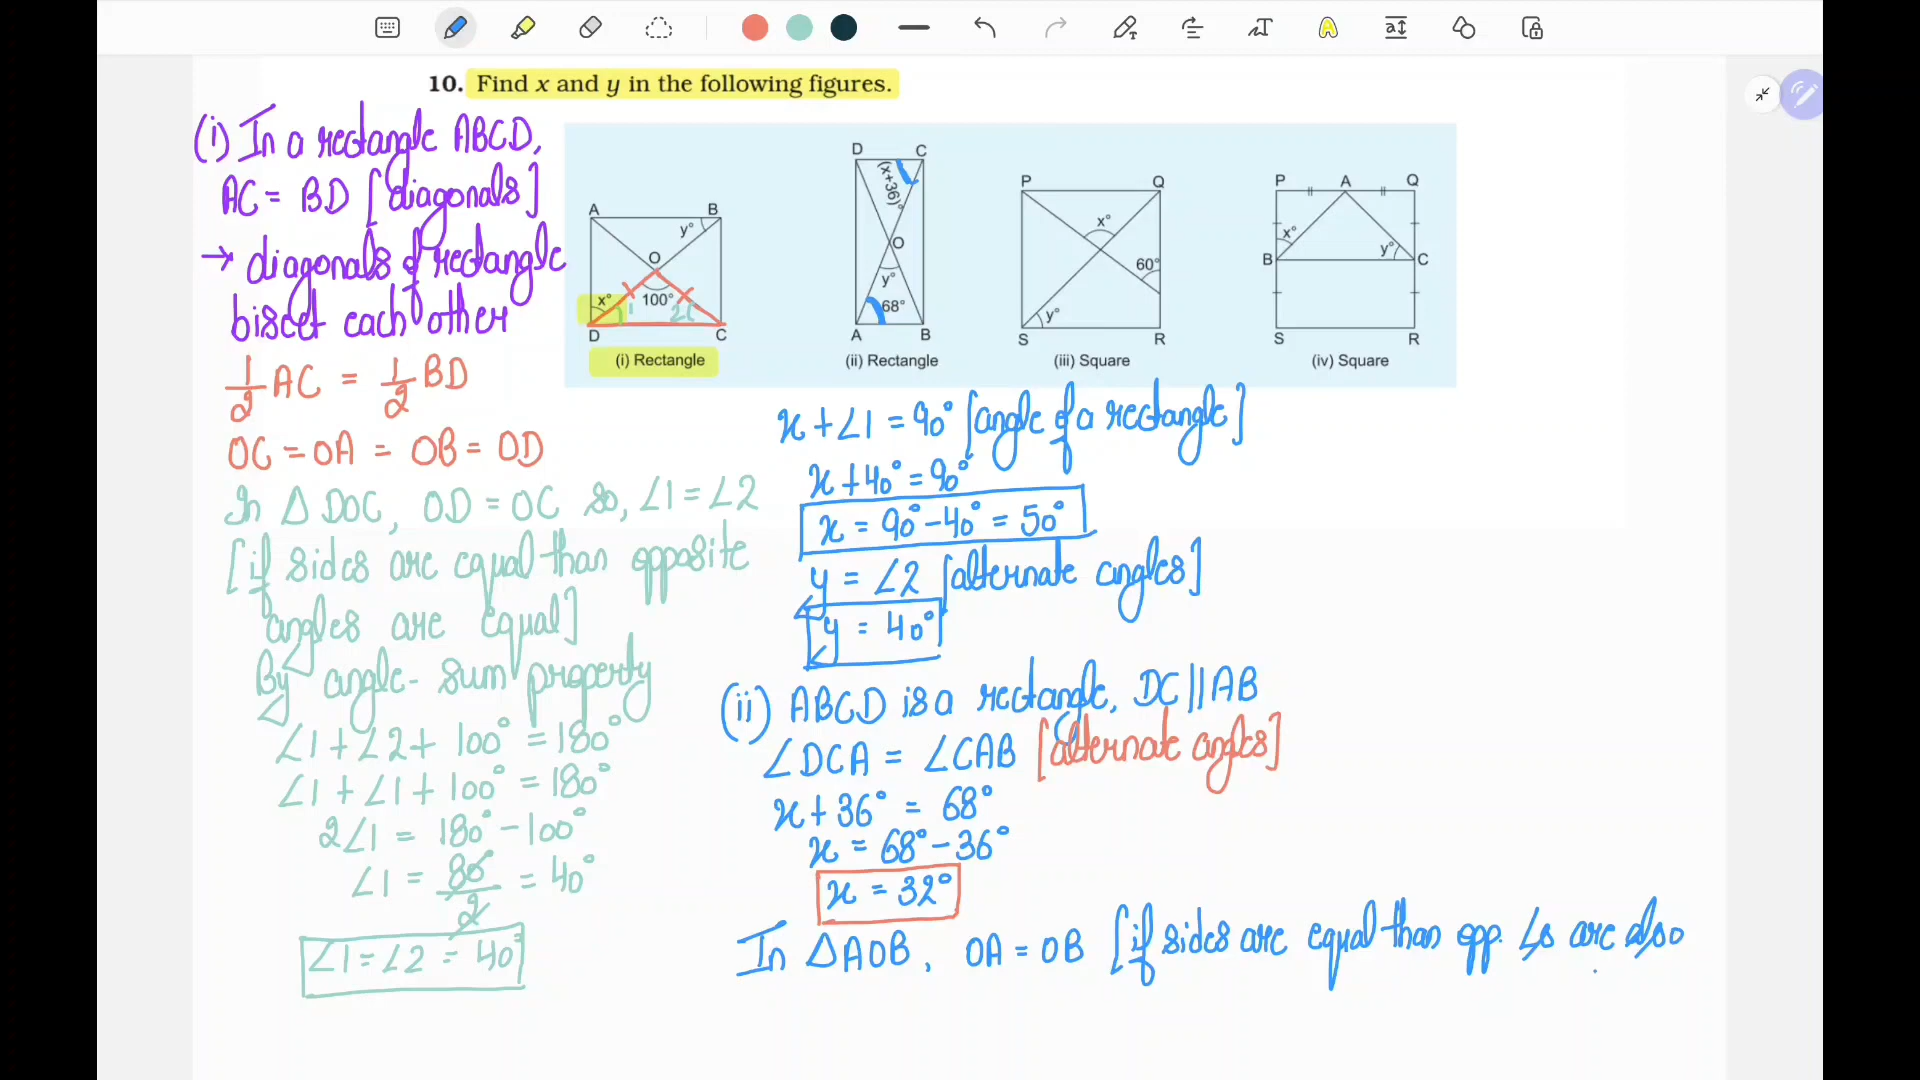 10. Find x and y in the following figures.
(i) In a rectangle ABCD,
AC = BD [diagonals]
→ diagonals of rectangle
biscet each other
1/2 AC = 1/2 BD
OC = OA = OB = OD
In △ DOC, OD = OC so, ∠1 = ∠2
[if sides are equal than opposite
angles are equal]
By angle-sum property
∠1 + ∠2 + 100° = 180°
∠1 + ∠1 + 100° = 180°
2∠1 = 180° - 100°
∠1 = 80/2 = 40°
∠1 = ∠2 = 40°
A B
y°
O
x° 1 100° 2
D C
(i) Rectangle
D C
(x+36)°
O
y°
68°
A B
(ii) Rectangle
P Q
x°
60°
y°
S R
(iii) Square
P A Q
x°
B y° C
S R
(iv) Square
x + ∠1 = 90° [angle of a rectangle]
x + 40° = 90°
x = 90° - 40° = 50°
y = ∠2 [alternate angles]
y = 40°
(ii) ABCD is a rectangle, DC || AB
∠DCA = ∠CAB [alternate angles]
x + 36° = 68°
x = 68° - 36°
x = 32°
In △AOB, OA = OB [if sides are equal than opp. ∠s are also